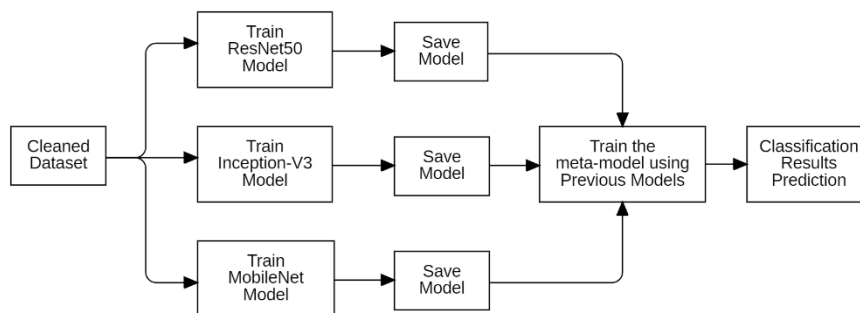 Train
ResNet50
Model
Save
Model
Cleaned
Dataset
Train
Inception-V3
Model
Save
Model
Train the
meta-model using
Previous Models
Classification
Results
Prediction
Train
MobileNet
Model
Save
Model